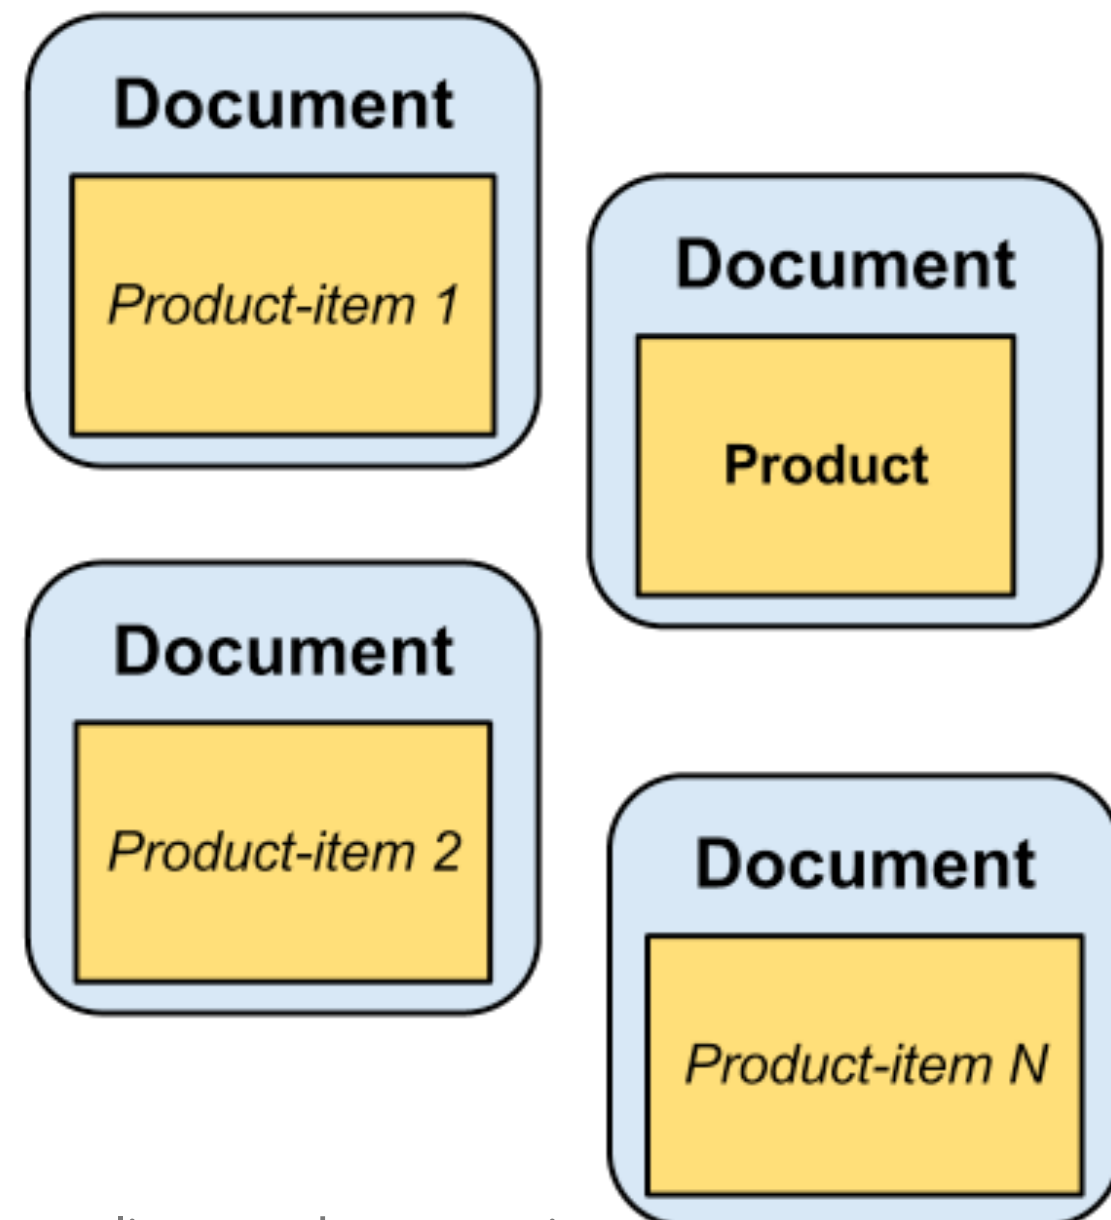 Document
Product-item 1
Document
Product
Document
Product-item 2
Document
Product-item N